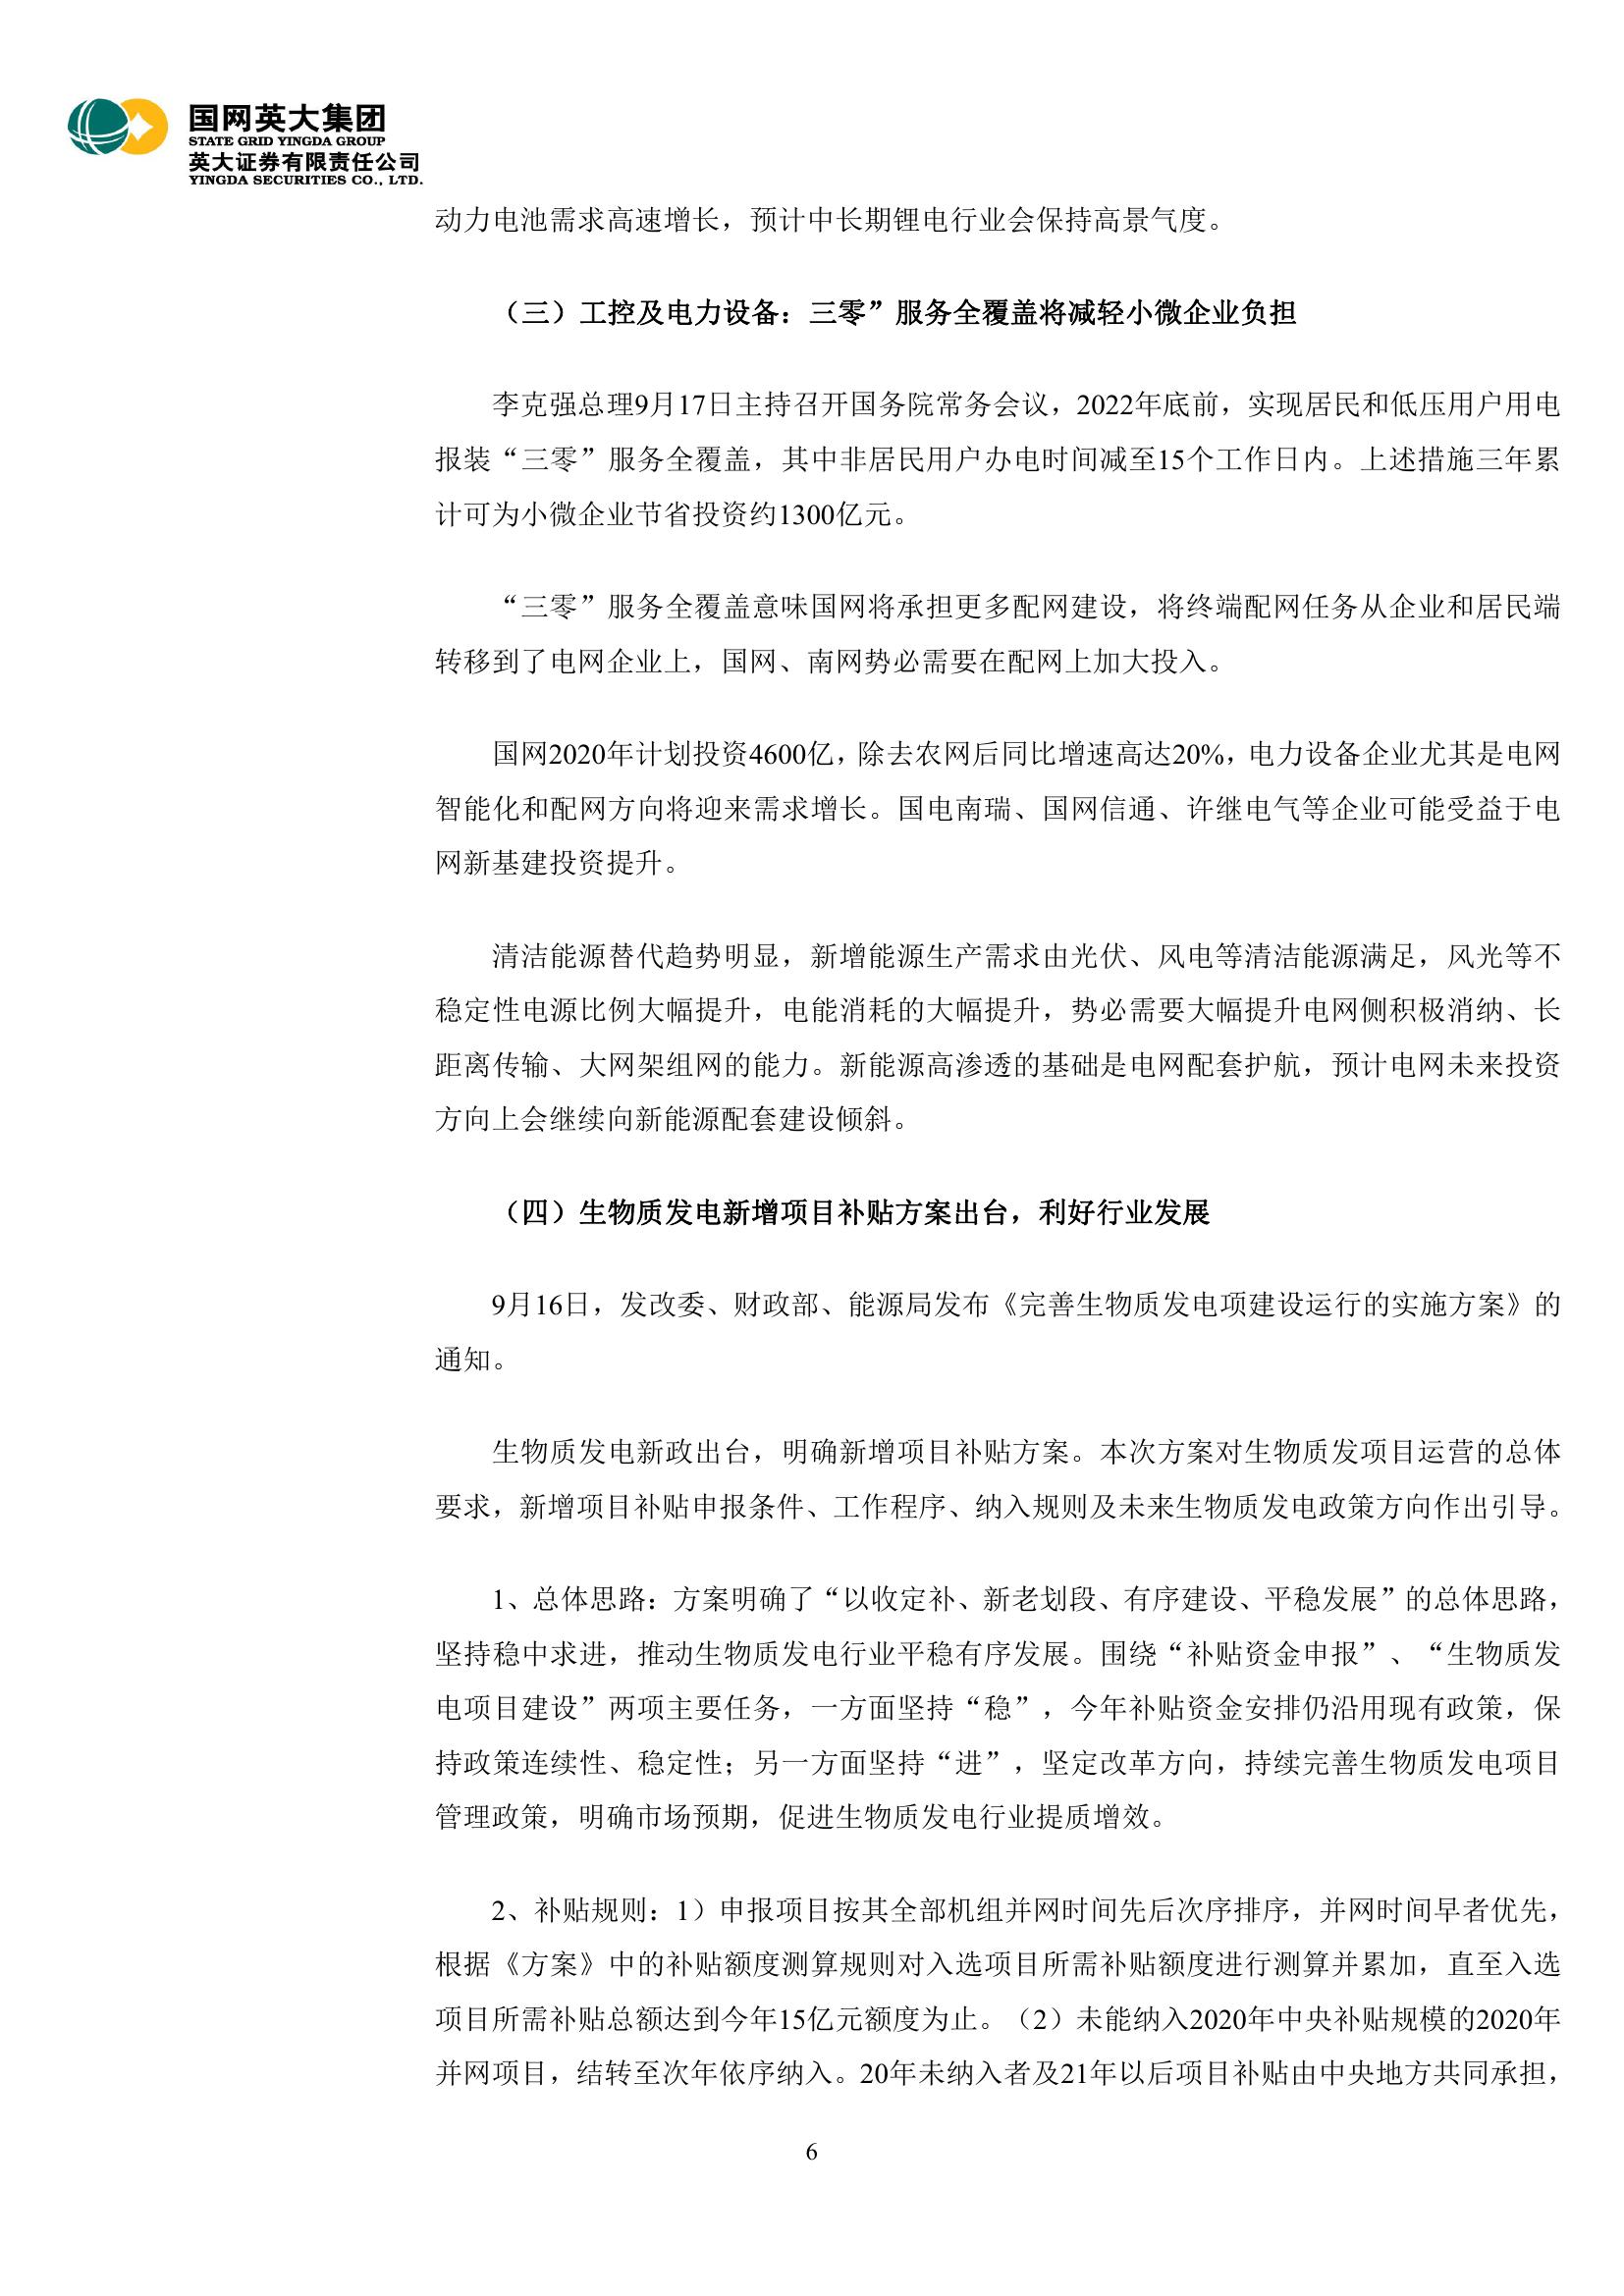 国网英大集团
STATE GRID YINGDA GROUP
英大证券有限责任公司
YINGDA SECURITIES CO., LTD.
动力电池需求高速增长，预计中长期锂电行业会保持高景气度。
（三）工控及电力设备：三零”服务全覆盖将减轻小微企业负担
李克强总理9月17日主持召开国务院常务会议，2022年底前，实现居民和低压用户用电
报装“三零”服务全覆盖，其中非居民用户办电时间减至15个工作日内。上述措施三年累
计可为小微企业节省投资约1300亿元。
“三零”服务全覆盖意味国网将承担更多配网建设，将终端配网任务从企业和居民端
转移到了电网企业上，国网、南网势必需要在配网上加大投入。
国网2020年计划投资4600亿，除去农网后同比增速高达20%，电力设备企业尤其是电网
智能化和配网方向将迎来需求增长。国电南瑞、国网信通、许继电气等企业可能受益于电
网新基建投资提升。
清洁能源替代趋势明显，新增能源生产需求由光伏、风电等清洁能源满足，风光等不
稳定性电源比例大幅提升，电能消耗的大幅提升，势必需要大幅提升电网侧积极消纳、长
距离传输、大网架组网的能力。新能源高渗透的基础是电网配套护航，预计电网未来投资
方向上会继续向新能源配套建设倾斜。
（四）生物质发电新增项目补贴方案出台，利好行业发展
9月16日，发改委、财政部、能源局发布《完善生物质发电项建设运行的实施方案》的
通知。
生物质发电新政出台，明确新增项目补贴方案。本次方案对生物质发项目运营的总体
要求，新增项目补贴申报条件、工作程序、纳入规则及未来生物质发电政策方向作出引导。
1、总体思路：方案明确了“以收定补、新老划段、有序建设、平稳发展”的总体思路，
坚持稳中求进，推动生物质发电行业平稳有序发展。围绕“补贴资金申报”、“生物质发
电项目建设”两项主要任务，一方面坚持“稳”，今年补贴资金安排仍沿用现有政策，保
持政策连续性、稳定性；另一方面坚持“进”，坚定改革方向，持续完善生物质发电项目
管理政策，明确市场预期，促进生物质发电行业提质增效。
2、补贴规则：1）申报项目按其全部机组并网时间先后次序排序，并网时间早者优先，
根据《方案》中的补贴额度测算规则对入选项目所需补贴额度进行测算并累加，直至入选
项目所需补贴总额达到今年15亿元额度为止。（2）未能纳入2020年中央补贴规模的2020年
并网项目，结转至次年依序纳入。20年未纳入者及21年以后项目补贴由中央地方共同承担，
6